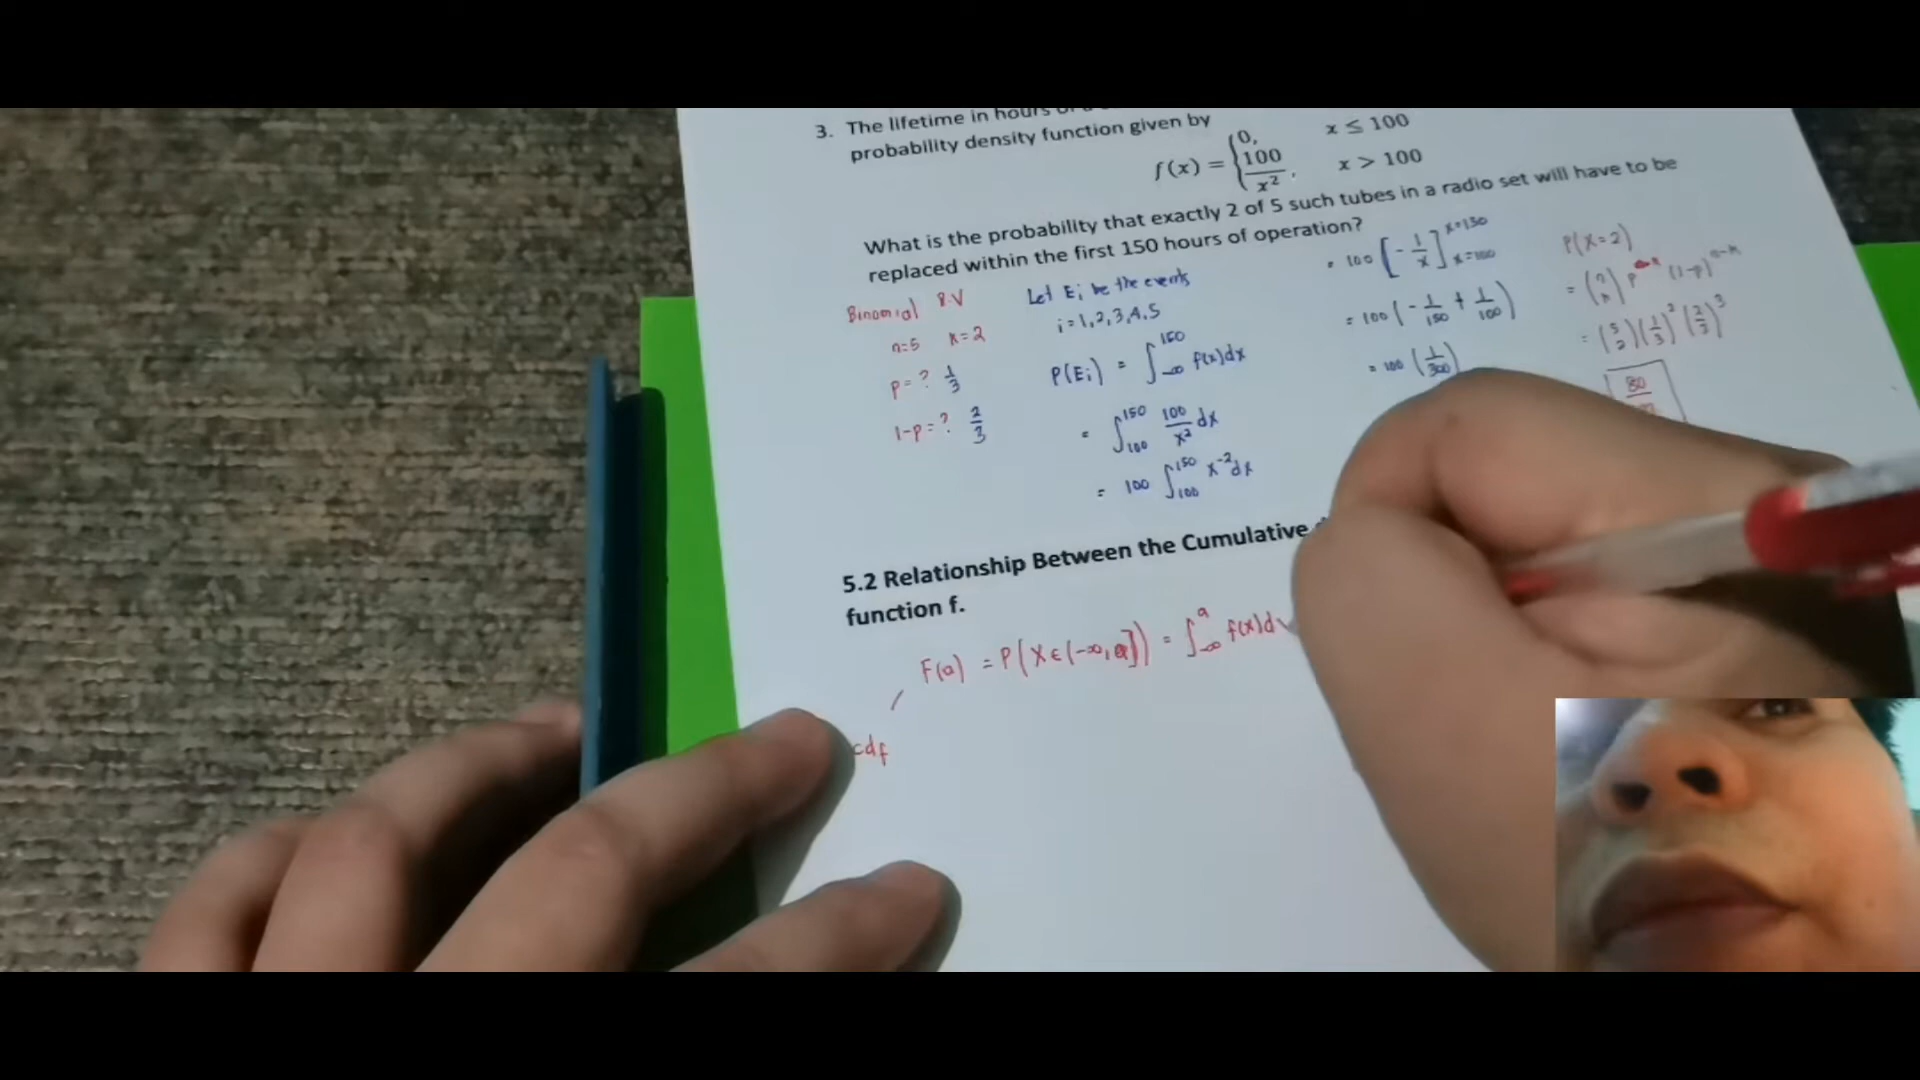 3. The lifetime in hours of a
probability density function given by
f(x) = {0, x ≤ 100
100/x², x > 100
What is the probability that exactly 2 of 5 such tubes in a radio set will have to be
replaced within the first 150 hours of operation?
Binomial R.V
n=5 k=2
p=? 1/3
1-p=? 2/3
Let Ei be the events
i=1,2,3,4,5
P(Ei) = ∫_-∞^150 f(x)dx
= ∫_100^150 100/x² dx
= 100 ∫_100^150 x^-2 dx
= 100 [-1/x] x=150 x=100
= 100 (-1/150 + 1/100)
= 100 (1/300)
P(X=2)
= (1-p)^n-k
= (5 2)(1/3)²(2/3)³
80
5.2 Relationship Between the Cumulative
function f.
F(a) = P(X∈(-∞,a]) = ∫_-∞^a f(x)d
cdf